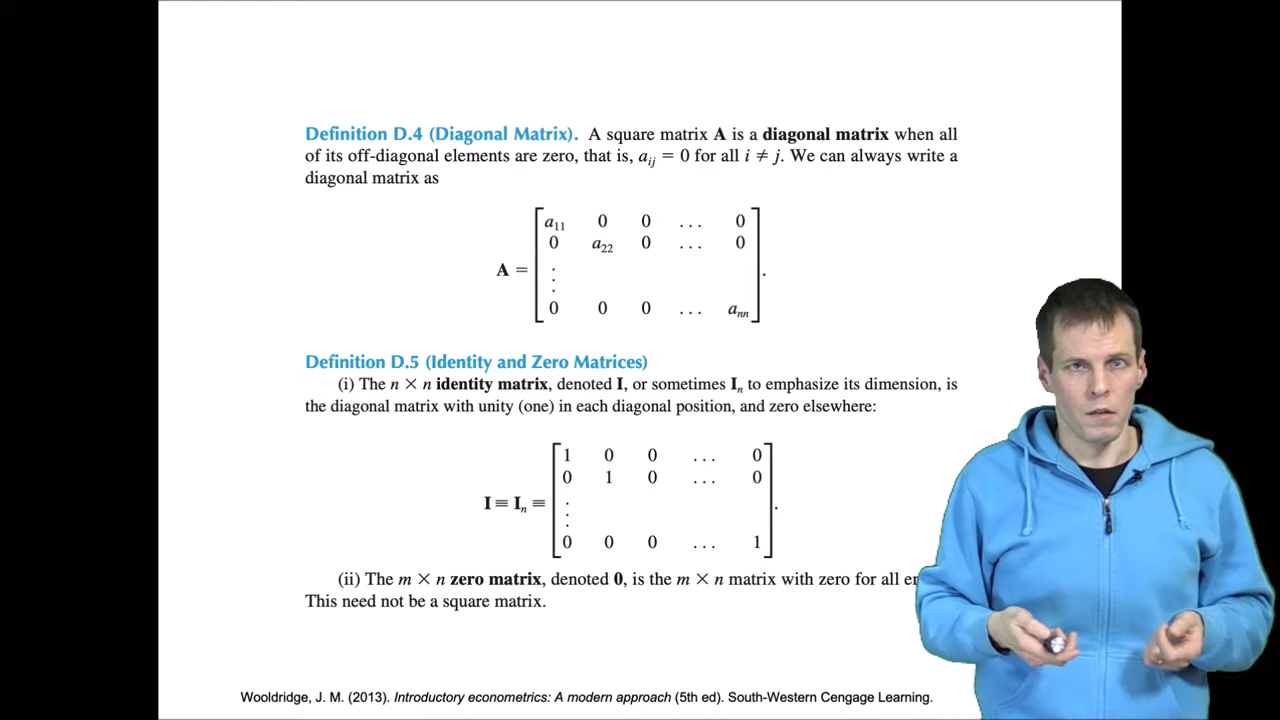 Definition D.4 (Diagonal Matrix). A square matrix A is a diagonal matrix when all
of its off-diagonal elements are zero, that is, aᵢⱼ = 0 for all i ≠ j. We can always write a
diagonal matrix as
a₁₁ 0 0 . . . 0
0 a₂₂ 0 . . . 0
A =
.
.
.
.
0 0 0 . . . aₙₙ
Definition D.5 (Identity and Zero Matrices)
(i) The n × n identity matrix, denoted I, or sometimes Iₙ to emphasize its dimension, is
the diagonal matrix with unity (one) in each diagonal position, and zero elsewhere:
1 0 0 . . . 0
0 1 0 . . . 0
I ≡ Iₙ ≡
.
.
.
.
0 0 0 . . . 1
(ii) The m × n zero matrix, denoted 0, is the m × n matrix with zero for all
This need not be a square matrix.
Wooldridge, J. M. (2013). Introductory econometrics: A modern approach (5th ed). South-Western Cengage Learning.